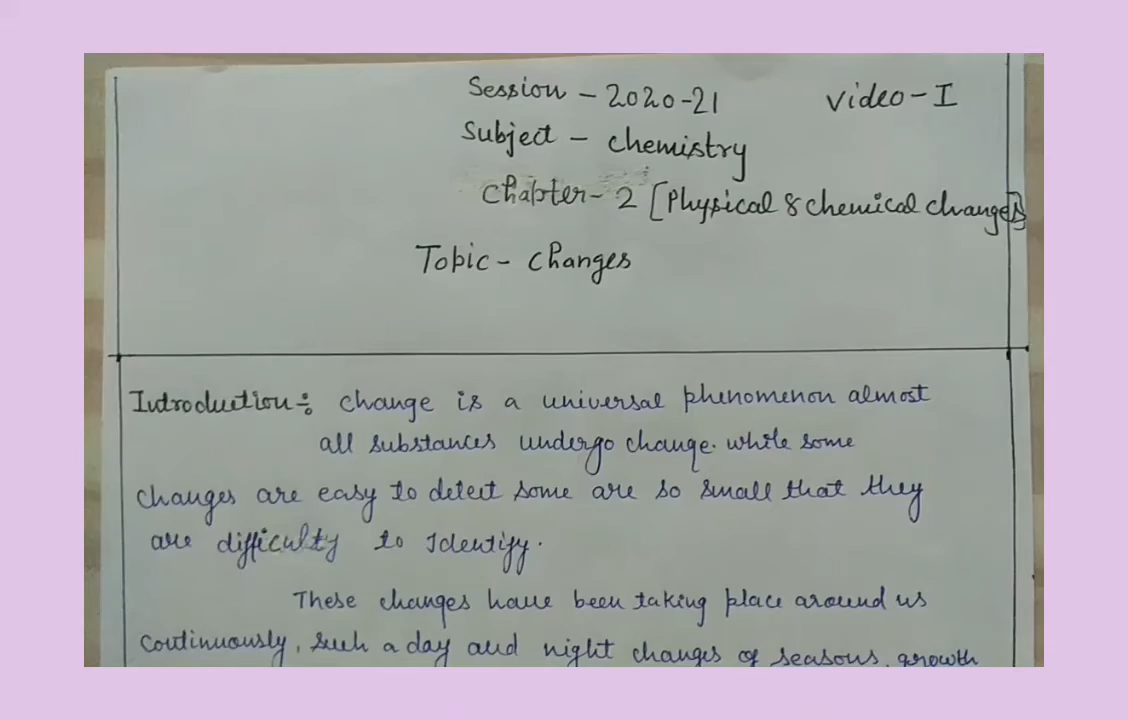 Session - 2020-21 Video - I
Subject - Chemistry
Chapter - 2 [Physical & chemical changes]
Topic - Changes
Introduction :- Change is a universal phenomenon almost
all substances undergo change. while some
changes are easy to detect some are so small that they
are difficulty to Identify.
These changes have been taking place around us
continuously, such a day and night changes of seasons, growth